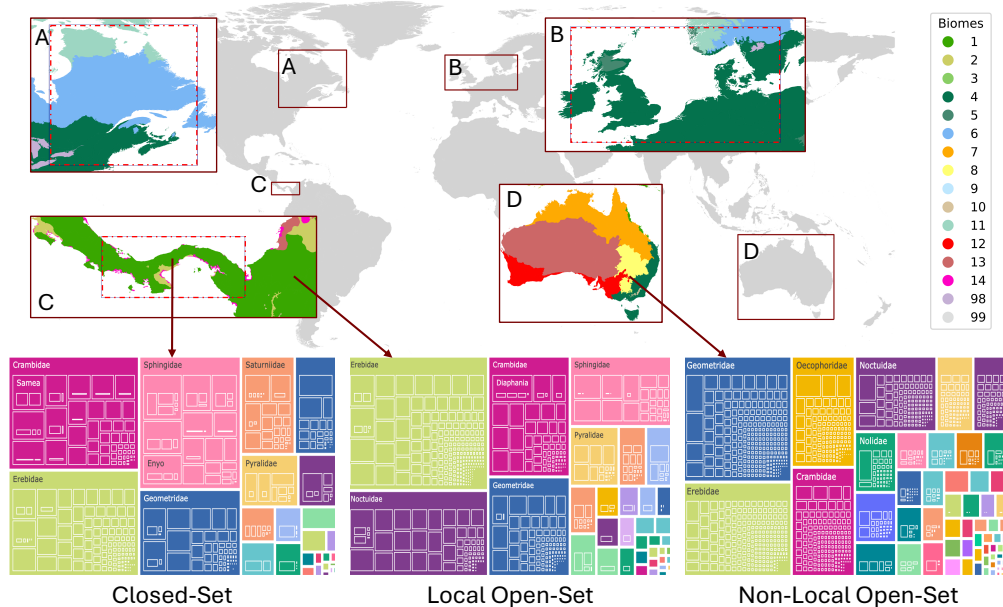 A
A
B
B
C
C
D
D
Biomes
1
2
3
4
5
6
7
8
9
10
11
12
13
14
98
99
Crambidae
Samea
Sphingidae
Enyo
Saturniidae
Erebidae
Geometridae
Pyralidae
Erebidae
Crambidae
Diaphania
Sphingidae
Pyralidae
Noctuidae
Geometridae
Geometridae
Oecophoridae
Noctuidae
Nolidae
Erebidae
Crambidae
Closed-Set
Local Open-Set
Non-Local Open-Set